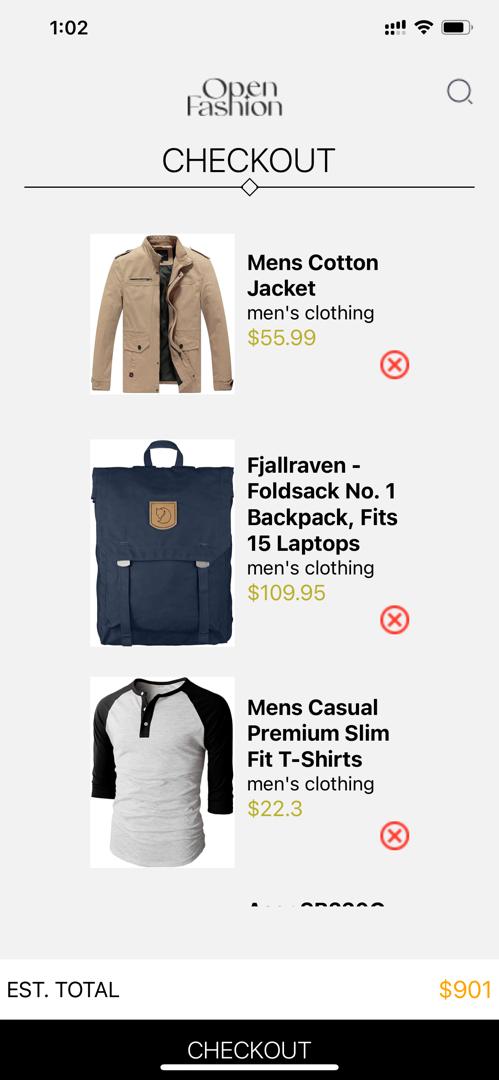 1:02
Open
Fashion
CHECKOUT
Mens Cotton
Jacket
men's clothing
$55.99
Fjallraven -
Foldsack No. 1
Backpack, Fits
15 Laptops
men's clothing
$109.95
Mens Casual
Premium Slim
Fit T-Shirts
men's clothing
$22.3
EST. TOTAL
$901
CHECKOUT